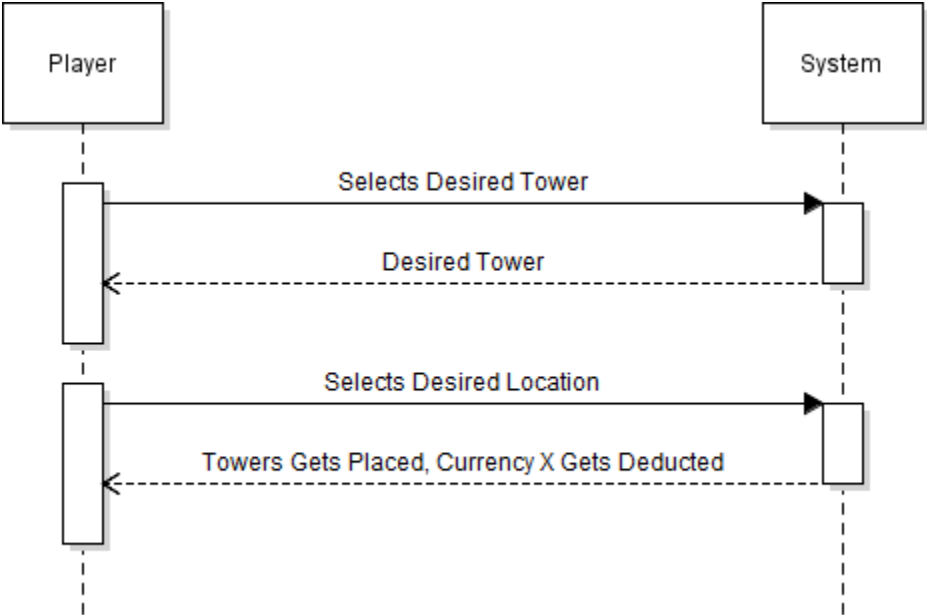 Player
System
Selects Desired Tower
Desired Tower
Selects Desired Location
Towers Gets Placed, Currency X Gets Deducted